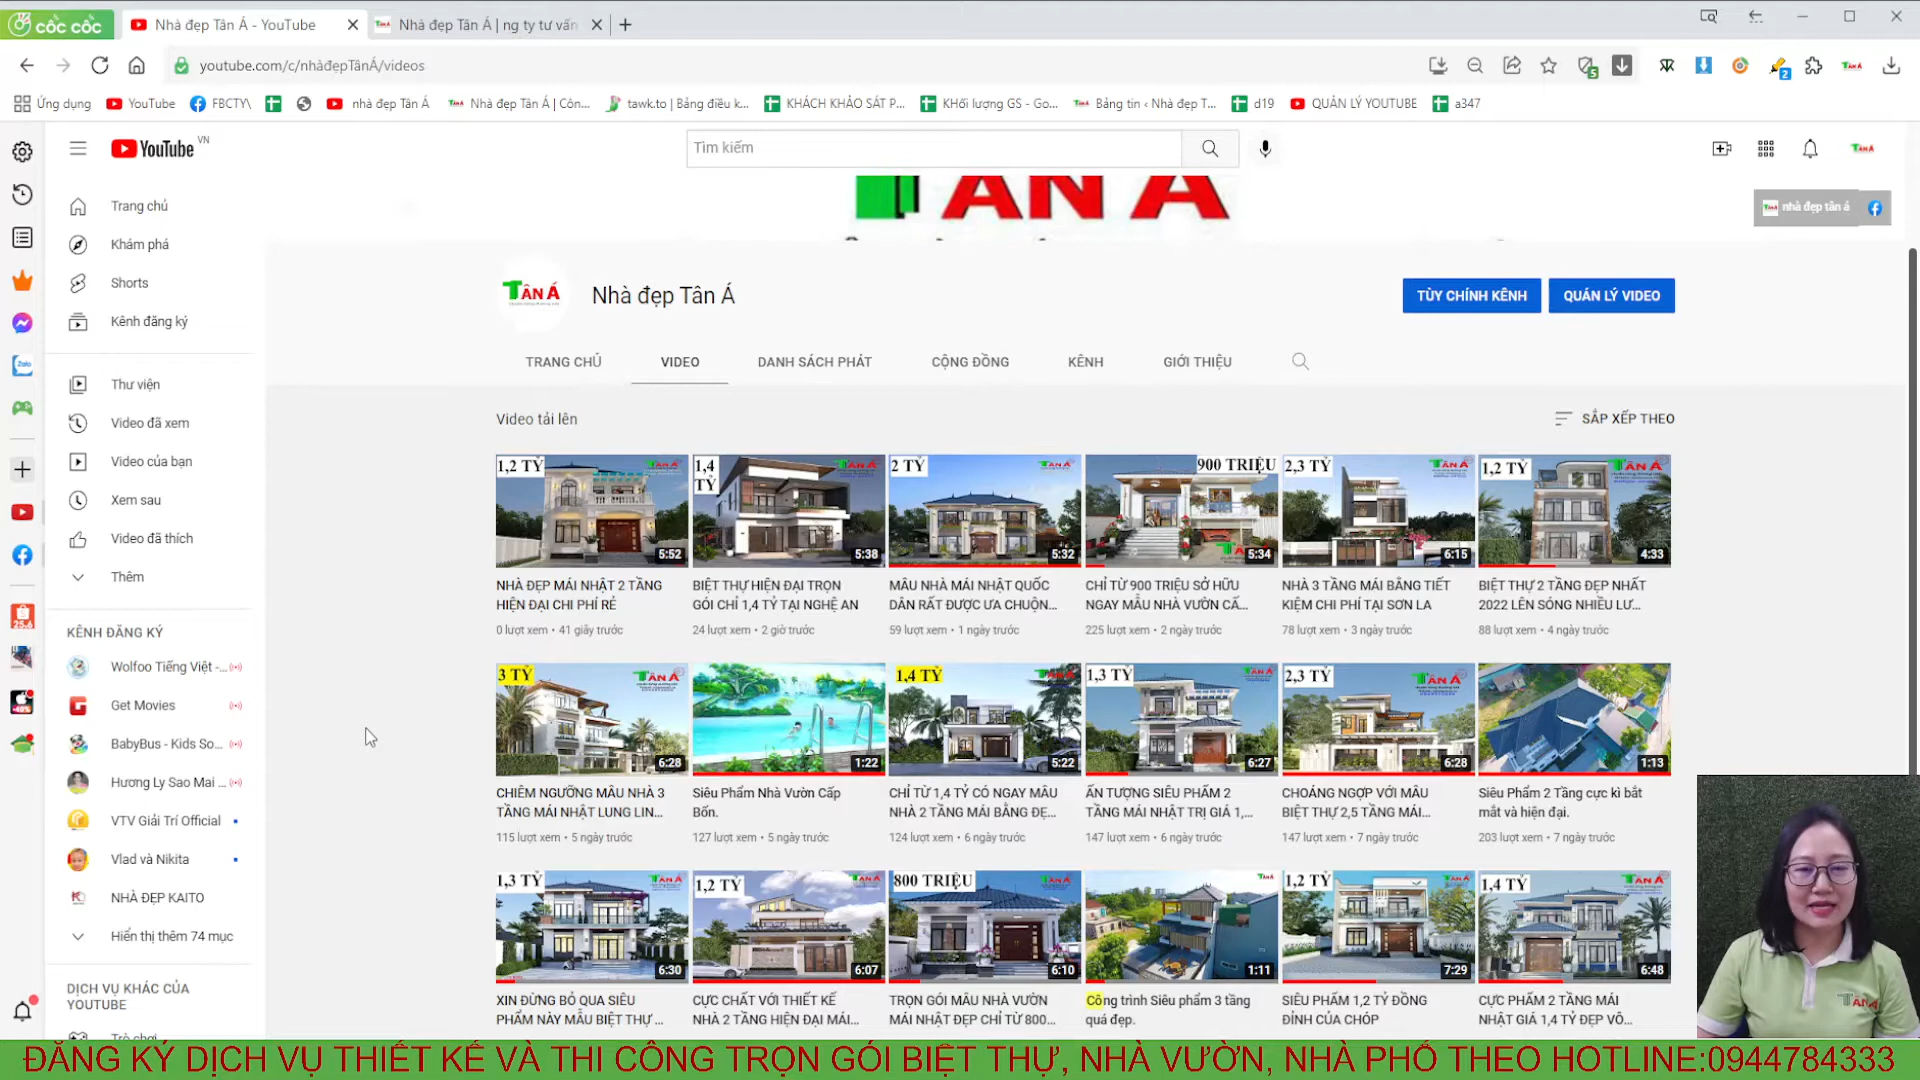 cốc cốc
Nhà đẹp Tân Á - YouTube
Nhà đẹp Tân Á | ng ty tư vấn
youtube.com/c/nhàđẹpTânÁ/videos
Ứng dụng
YouTube
FBCTY\
nhà đẹp Tân Á
Nhà đẹp Tân Á | Côn...
tawk.to | Bảng điều k...
KHÁCH KHẢO SÁT P...
KHối lượng GS - Go...
Bảng tin ‹ Nhà đẹp T...
d19
QUẢN LÝ YOUTUBE
a347
YouTube VN
Tìm kiếm
TÂN Á
nhà đẹp tân á
Trang chủ
Khám phá
Shorts
Kênh đăng ký
Thư viện
Video đã xem
Video của bạn
Xem sau
Video đã thích
Thêm
KÊNH ĐĂNG KÝ
Wolfoo Tiếng Việt -...
Get Movies
BabyBus - Kids So...
Hương Ly Sao Mai ...
VTV Giải Trí Official
Vlad và Nikita
NHÀ ĐẸP KAITO
Hiển thị thêm 74 mục
DỊCH VỤ KHÁC CỦA
YOUTUBE
Trò chơi
TÂN Á
Nhà đẹp Tân Á
TÙY CHỈNH KÊNH
QUẢN LÝ VIDEO
TRANG CHỦ
VIDEO
DANH SÁCH PHÁT
CỘNG ĐỒNG
KÊNH
GIỚI THIỆU
Video tải lên
SẮP XẾP THEO
1,2 TỶ
5:52
NHÀ ĐẸP MÁI NHẬT 2 TẦNG
HIỆN ĐẠI CHI PHÍ RẺ
0 lượt xem • 41 giây trước
1,4
TỶ
5:38
BIỆT THỰ HIỆN ĐẠI TRỌN
GÓI CHỈ 1,4 TỶ TẠI NGHỆ AN
24 lượt xem • 2 giờ trước
2 TỶ
5:32
MẪU NHÀ MÁI NHẬT QUỐC
DÂN RẤT ĐƯỢC ƯA CHUỘN...
59 lượt xem • 1 ngày trước
900 TRIỆU
5:34
CHỈ TỪ 900 TRIỆU SỞ HỮU
NGAY MẪU NHÀ VƯỜN CẤ...
225 lượt xem • 2 ngày trước
2,3 TỶ
6:15
NHÀ 3 TẦNG MÁI BẰNG TIẾT
KIỆM CHI PHÍ TẠI SƠN LA
78 lượt xem • 3 ngày trước
1,2 TỶ
4:33
BIỆT THỰ 2 TẦNG ĐẸP NHẤT
2022 LÊN SÓNG NHIỀU LƯ...
88 lượt xem • 4 ngày trước
3 TỶ
6:28
CHIÊM NGƯỠNG MẪU NHÀ 3
TẦNG MÁI NHẬT LUNG LIN...
115 lượt xem • 5 ngày trước
1:22
Siêu Phẩm Nhà Vườn Cấp
Bốn.
127 lượt xem • 5 ngày trước
1,4 TỶ
5:22
CHỈ TỪ 1,4 TỶ CÓ NGAY MẪU
NHÀ 2 TẦNG MÁI BẰNG ĐẸ...
124 lượt xem • 6 ngày trước
1,3 TỶ
6:27
ẤN TƯỢNG SIÊU PHẨM 2
TẦNG MÁI NHẬT TRỊ GIÁ 1,...
147 lượt xem • 6 ngày trước
2,3 TỶ
6:28
CHOÁNG NGỢP VỚI MẪU
BIỆT THỰ 2,5 TẦNG MÁI...
147 lượt xem • 7 ngày trước
1:13
Siêu Phẩm 2 Tầng cực kì bắt
mắt và hiện đại.
203 lượt xem • 7 ngày trước
1,3 TỶ
6:30
XIN ĐỪNG BỎ QUA SIÊU
PHẨM NÀY MẪU BIỆT THỰ ...
1,2 TỶ
6:07
CỰC CHẤT VỚI THIẾT KẾ
NHÀ 2 TẦNG HIỆN ĐẠI MÁI...
800 TRIỆU
6:10
TRỌN GÓI MẪU NHÀ VƯỜN
MÁI NHẬT ĐẸP CHỈ TỪ 800...
1:11
Công trình Siêu phẩm 3 tầng
quá đẹp.
1,2 TỶ
7:29
SIÊU PHẨM 1,2 TỶ ĐỒNG
ĐỈNH CỦA CHÓP
1,4 TỶ
6:48
CỰC PHẨM 2 TẦNG MÁI
NHẬT GIÁ 1,4 TỶ ĐẸP VÔ...
TÂN Á
ĐĂNG KÝ DỊCH VỤ THIẾT KẾ VÀ THI CÔNG TRỌN GÓI BIỆT THỰ, NHÀ VƯỜN, NHÀ PHỐ THEO HOTLINE:0944784333